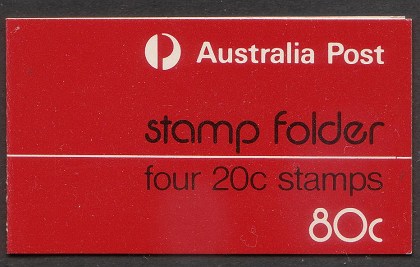 Australia Post
stamp folder
four 20c stamps
80c